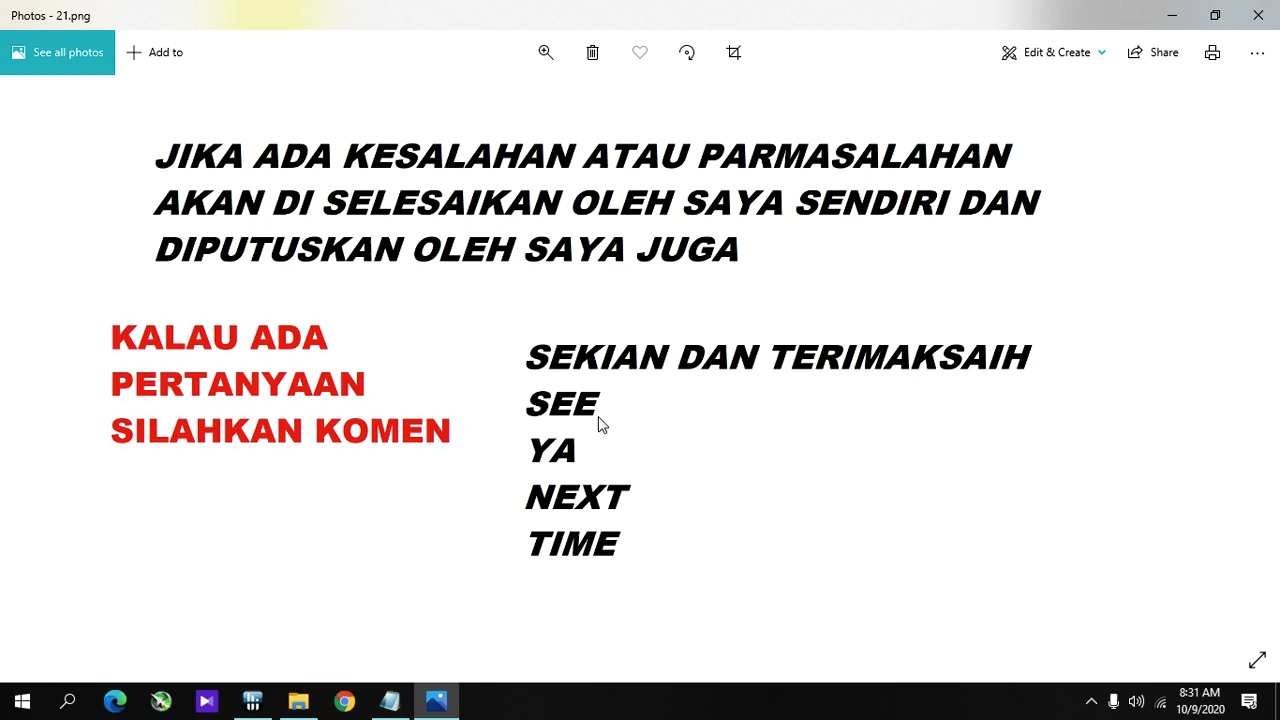 Photos - 21.png
See all photos
Add to
Edit & Create
Share
JIKA ADA KESALAHAN ATAU PARMASALAHAN
AKAN DI SELESAIKAN OLEH SAYA SENDIRI DAN
DIPUTUSKAN OLEH SAYA JUGA
KALAU ADA
PERTANYAAN
SILAHKAN KOMEN
SEKIAN DAN TERIMAKSAIH
SEE
YA
NEXT
TIME
8:31 AM
10/9/2020